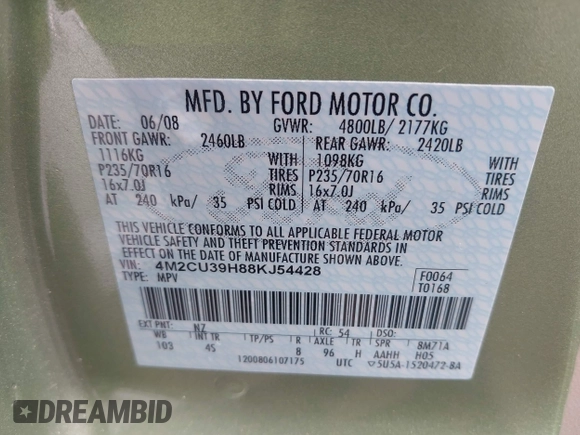 MFD. BY FORD MOTOR CO.
DATE: 06/08 GVWR: 4800LB/ 2177KG
FRONT GAWR: 2460LB REAR GAWR: 2420LB
1116KG WITH 1098KG WITH
P235/70R16 TIRES P235/70R16 TIRES
16x7.0J RIMS 16x7.0J RIMS
AT 240 kPa/ 35 PSI COLD AT 240 kPa/ 35 PSI COLD
THIS VEHICLE CONFORMS TO ALL APPLICABLE FEDERAL MOTOR
VEHICLE SAFETY AND THEFT PREVENTION STANDARDS IN
EFFECT ON THE DATE OF MANUFACTURE SHOWN ABOVE.
VIN: 4M2CU39H88KJ54428 F0064
TYPE: MPV T0168
EXT PNT: NZ RC: 54 DSO:
WB INT TR TP/PS R AXLE TR SPR 8M71A
103 45 8 96 H AAHH H05
1200806107175 UTC 5U5A-1520472-BA
Ford
DREAMBID